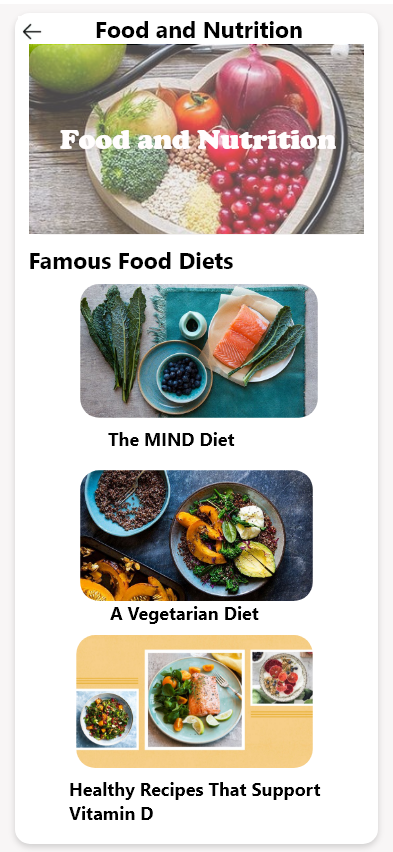 Food and Nutrition
Food and Nutrition
Famous Food Diets
The MIND Diet
A Vegetarian Diet
Healthy Recipes That Support
Vitamin D